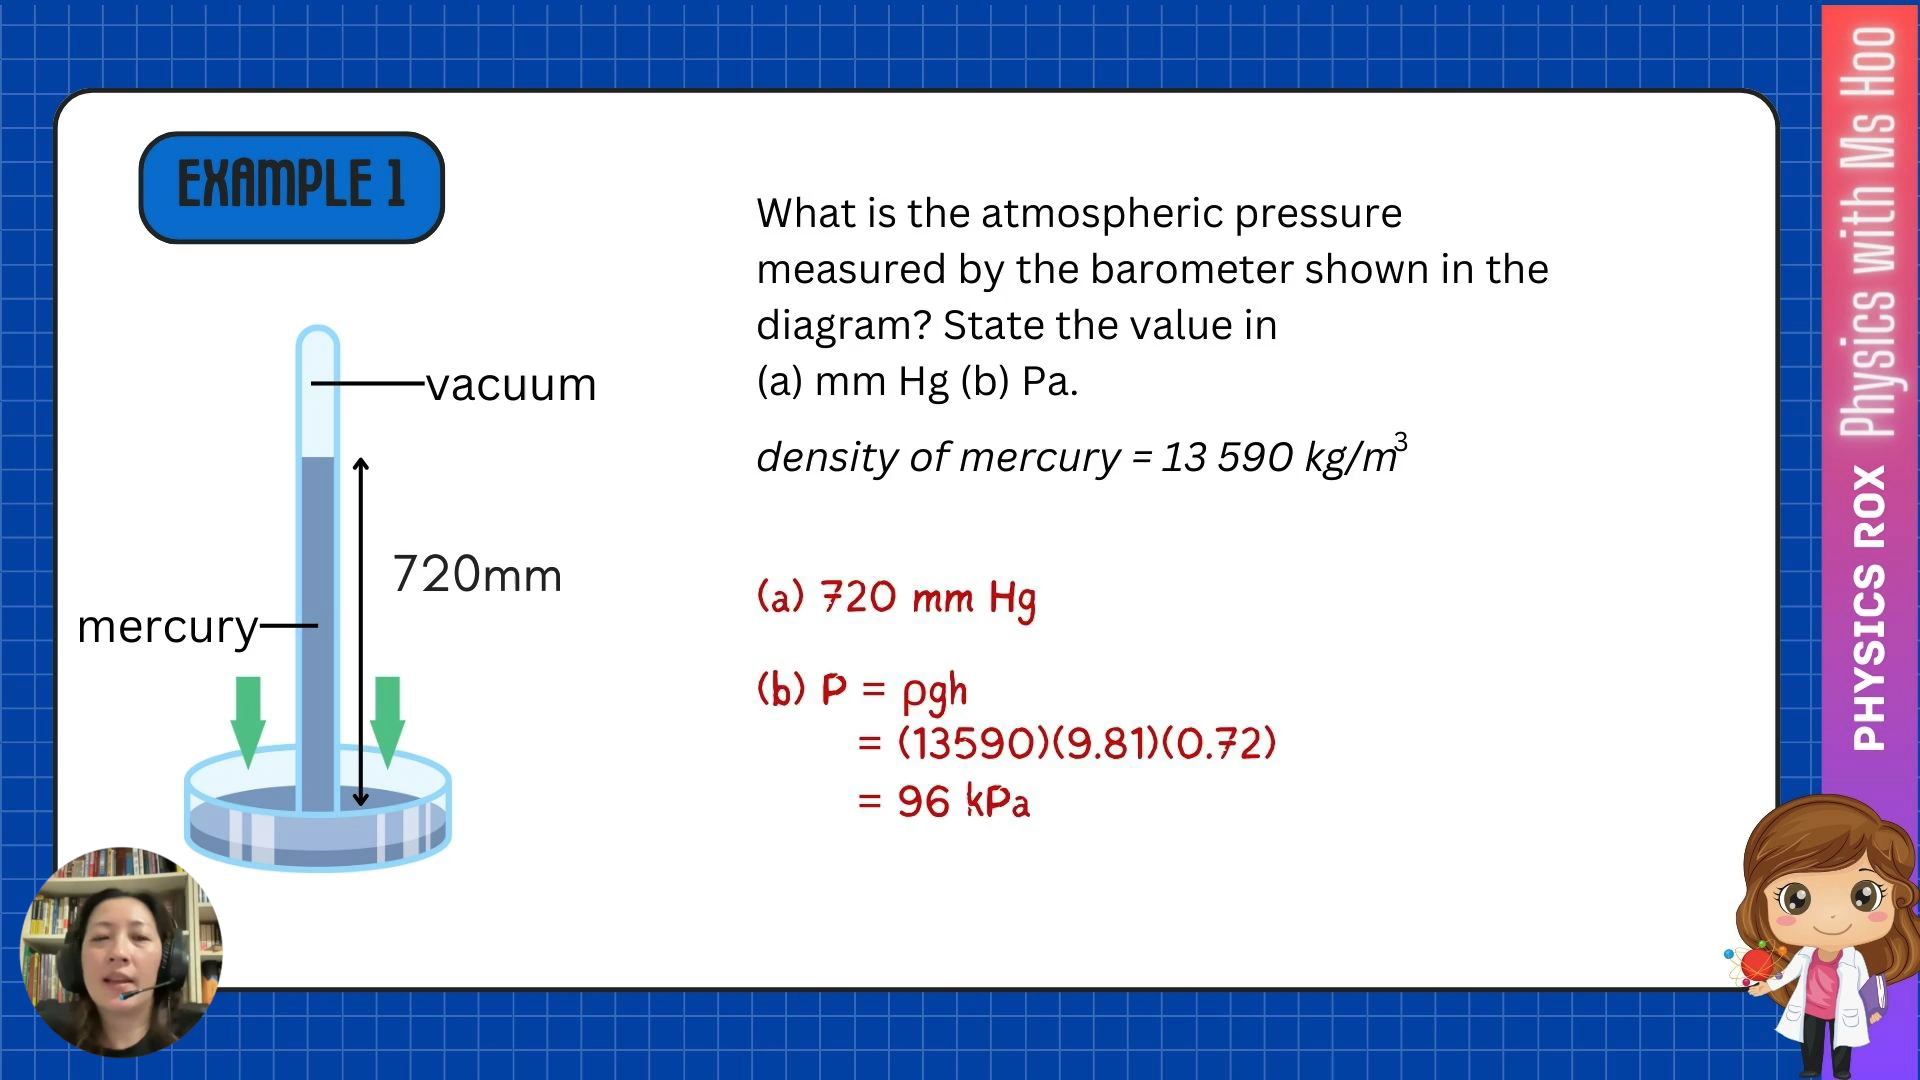 EXAMPLE 1
What is the atmospheric pressure
measured by the barometer shown in the
diagram? State the value in
(a) mm Hg (b) Pa.
density of mercury = 13 590 kg/m³
vacuum
720mm
mercury
(a) 720 mm Hg
(b) P = ρgh
= (13590)(9.81)(0.72)
= 96 kPa
PHYSICS ROX Physics with Ms Hoo